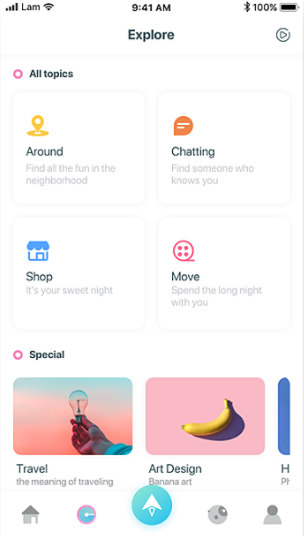 Lam
9:41 AM
100%
Explore
All topics
Around
Find all the fun in the
neighborhood
Chatting
Find someone who
knows you
Shop
It's your sweet night
Move
Spend the long night
with you
Special
Travel
the meaning of traveling
Art Design
Banana art
H
Ph